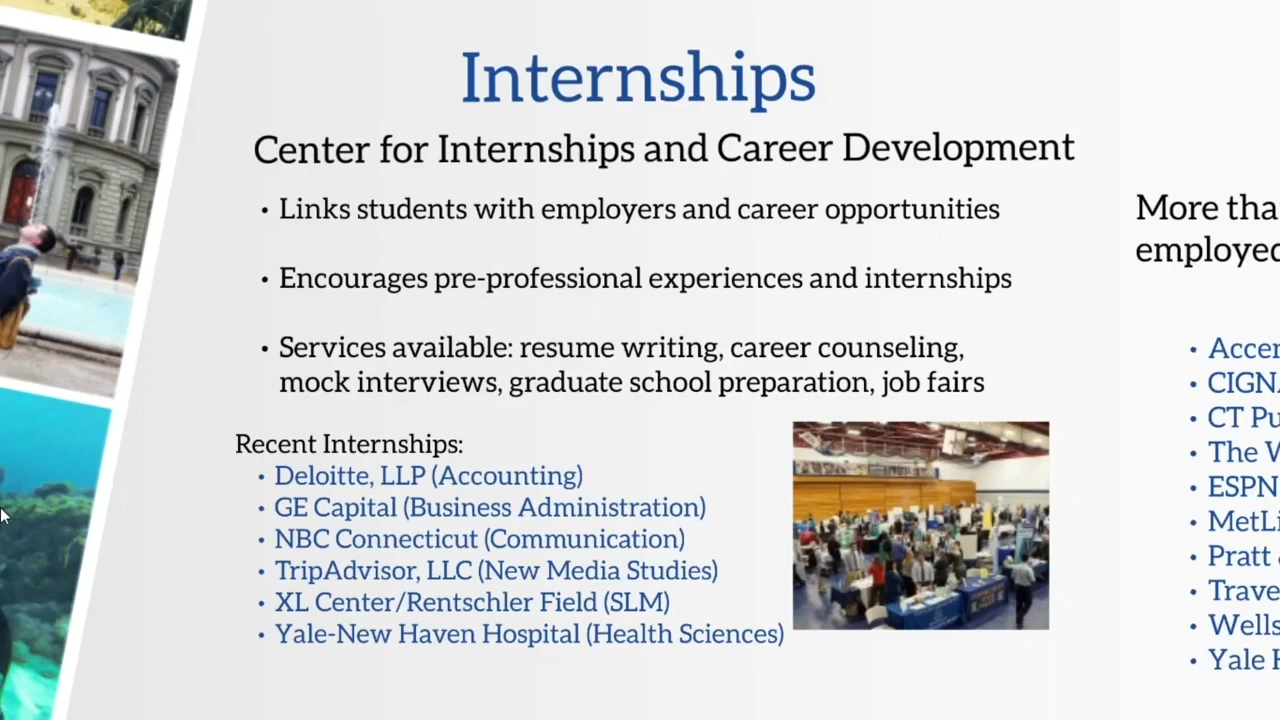 Internships
Center for Internships and Career Development
• Links students with employers and career opportunities
• Encourages pre-professional experiences and internships
• Services available: resume writing, career counseling,
mock interviews, graduate school preparation, job fairs
Recent Internships:
• Deloitte, LLP (Accounting)
• GE Capital (Business Administration)
• NBC Connecticut (Communication)
• TripAdvisor, LLC (New Media Studies)
• XL Center/Rentschler Field (SLM)
• Yale-New Haven Hospital (Health Sciences)
More tha
employed
• Accen
• CIGNA
• CT Pu
• The W
• ESPN
• MetLi
• Pratt
• Trave
• Wells
• Yale